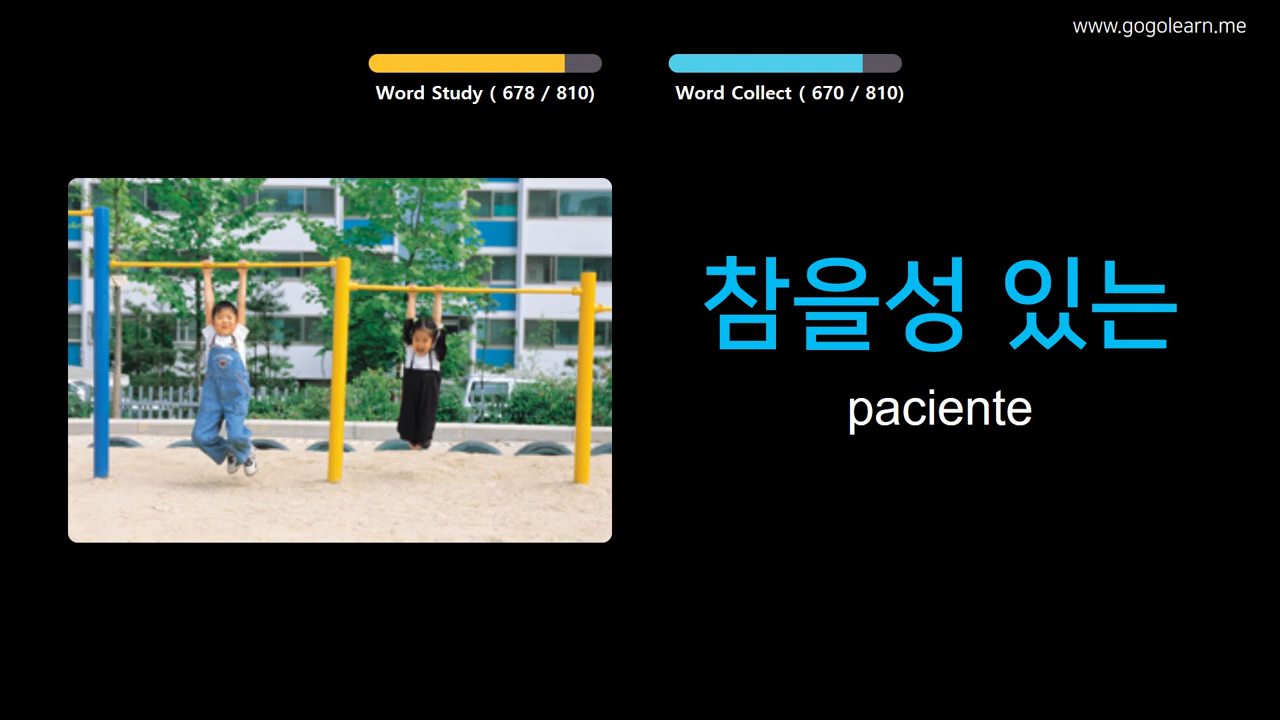 www.gogolearn.me
Word Study ( 678 / 810)
Word Collect ( 670 / 810)
참을성 있는
paciente